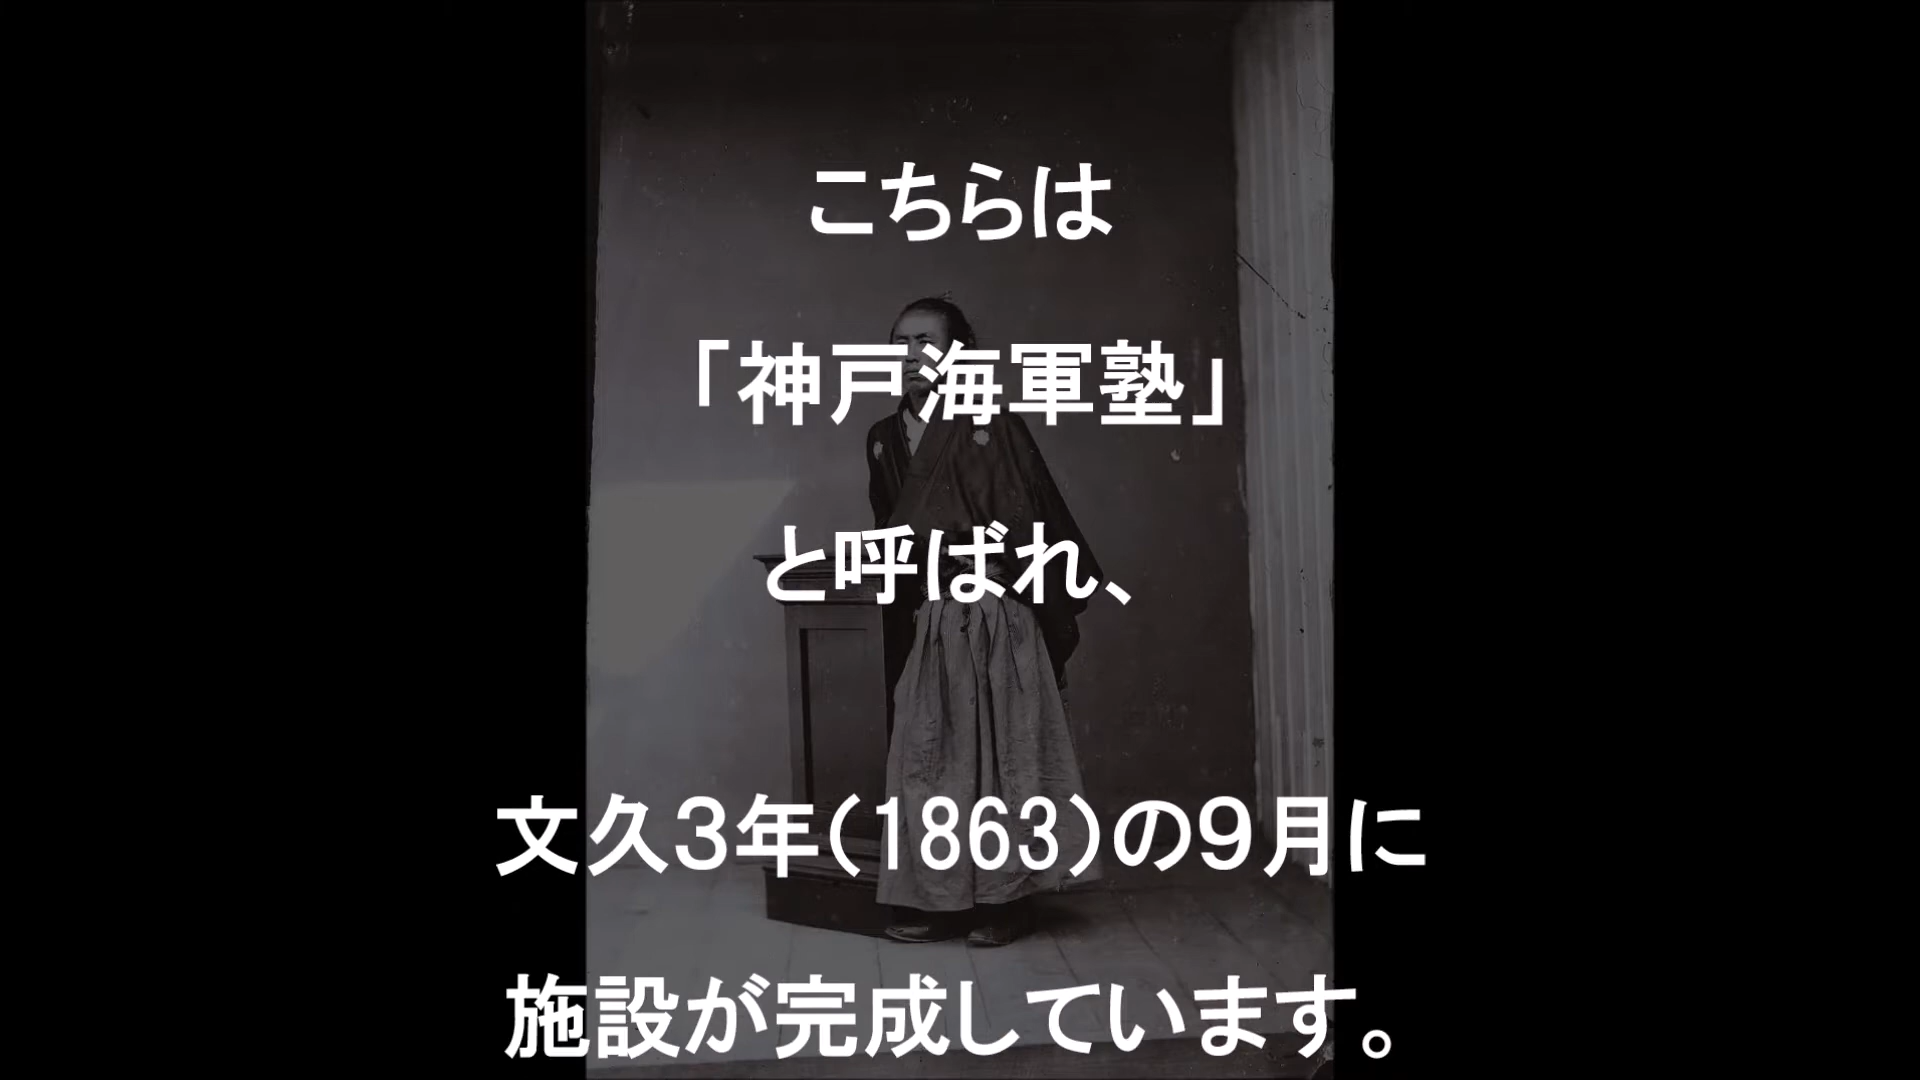 こちらは
「神戸海軍塾」
と呼ばれ、
文久３年（1863）の９月に
施設が完成しています。